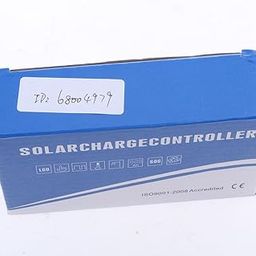 ID: 68004979
SOLARCHARGECONTROLLER
ISO9001-2008 Accredited CE